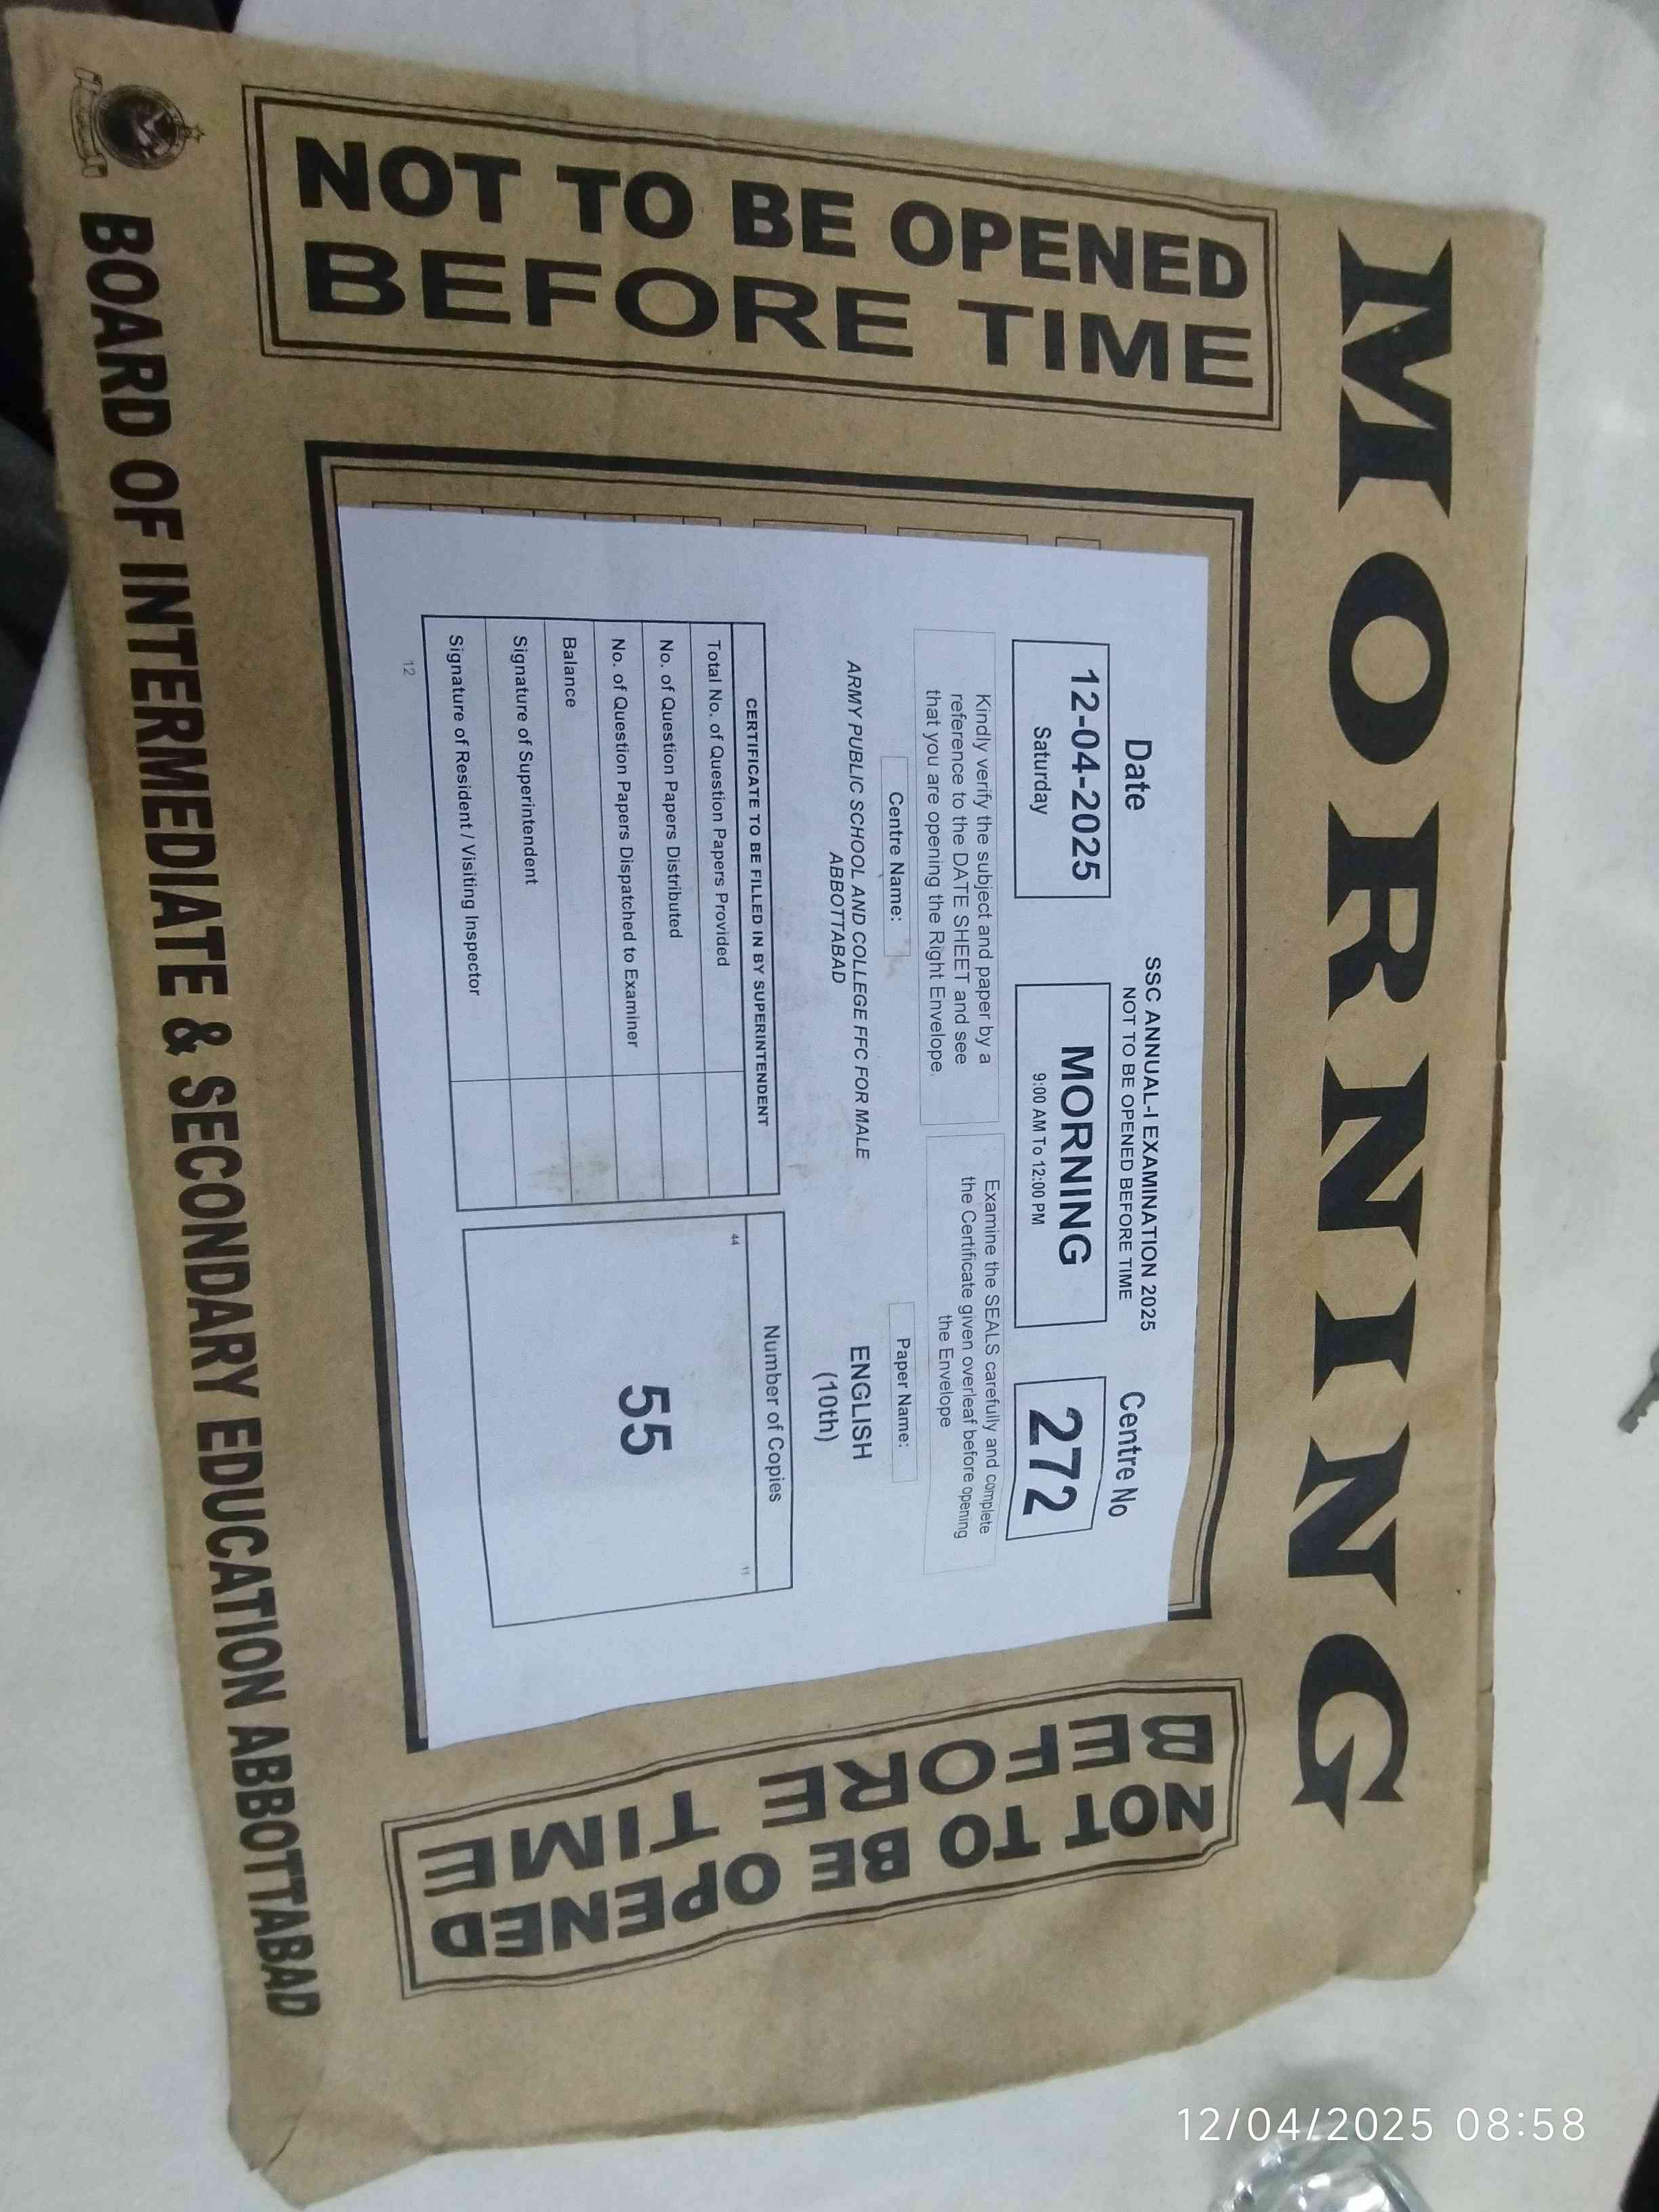 MORNING
NOT TO BE OPENED
BEFORE TIME
SSC ANNUAL-I EXAMINATION 2025
NOT TO BE OPENED BEFORE TIME
Date
12-04-2025
Saturday
MORNING
9:00 AM To 12:00 PM
Centre No
272
Kindly verify the subject and paper by a
reference to the DATE SHEET and see
that you are opening the Right Envelope.
Examine the SEALS carefully and complete
the Certificate given overleaf before opening
the Envelope
Centre Name:
ARMY PUBLIC SCHOOL AND COLLEGE FFC FOR MALE
ABBOTTABAD
Paper Name:
ENGLISH
(10th)
CERTIFICATE TO BE FILLED IN BY SUPERINTENDENT
Total No. of Question Papers Provided
No. of Question Papers Distributed
No. of Question Papers Dispatched to Examiner
Balance
Signature of Superintendent
Signature of Resident / Visiting Inspector
12
Number of Copies
44
11
55
NOT TO BE OPENED
BEFORE TIME
BOARD OF INTERMEDIATE & SECONDARY EDUCATION ABBOTTABAD
12/04/2025 08:58